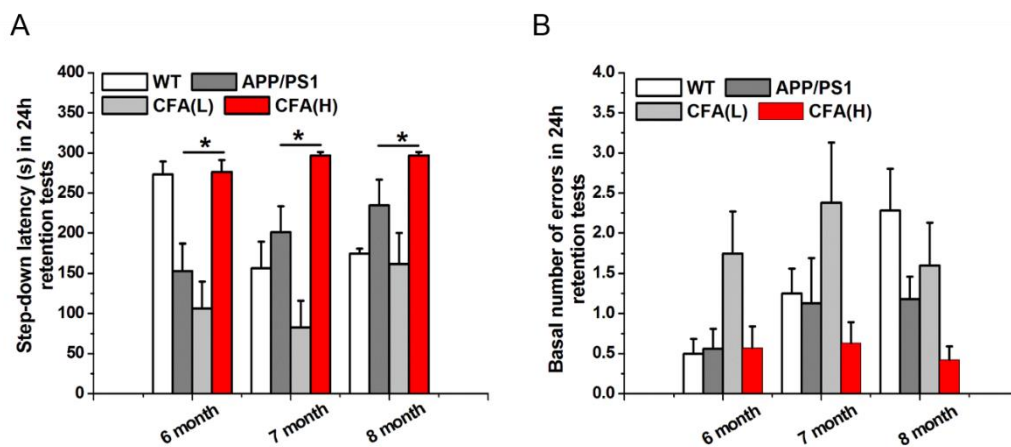 A
Step-down latency (s) in 24h
retention tests
400
350
300
250
200
150
100
50
0
WT
APP/PS1
CFA(L)
CFA(H)
*
*
*
6 month
7 month
8 month
B
Basal number of errors in 24h
retention tests
4.0
3.5
3.0
2.5
2.0
1.5
1.0
0.5
0.0
WT
APP/PS1
CFA(L)
CFA(H)
6 month
7 month
8 month